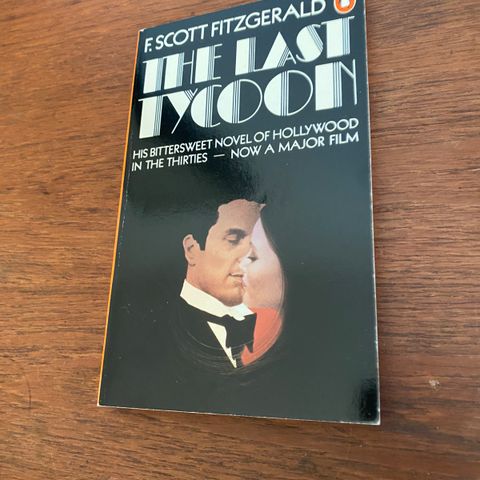 F. SCOTT FITZGERALD
THE LAST
TYCOON
HIS BITTERSWEET NOVEL OF HOLLYWOOD
IN THE THIRTIES — NOW A MAJOR FILM